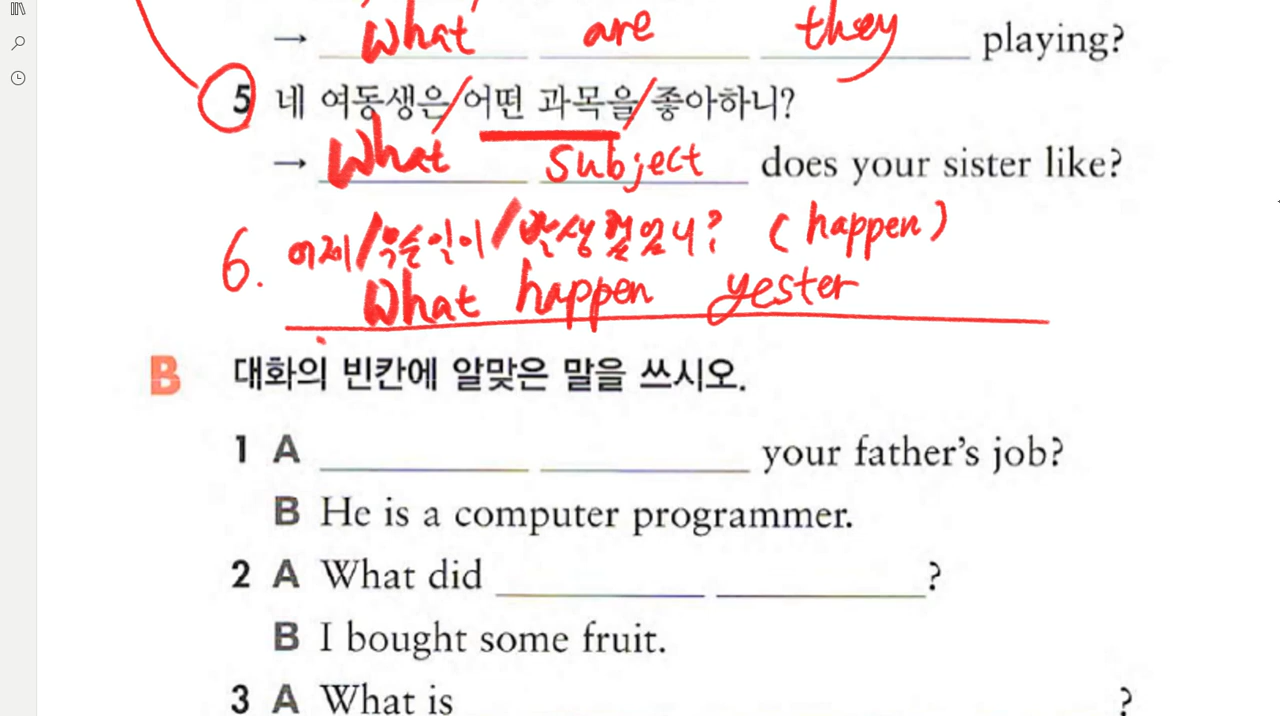 → What are they playing?
5 네 여동생은/어떤 과목을/좋아하니?
→ What subject does your sister like?
6. 어제/무슨일이/발생했었니? (happen)
What happen yester
B 대화의 빈칸에 알맞은 말을 쓰시오.
1 A your father's job?
B He is a computer programmer.
2 A What did ?
B I bought some fruit.
3 A What is ?